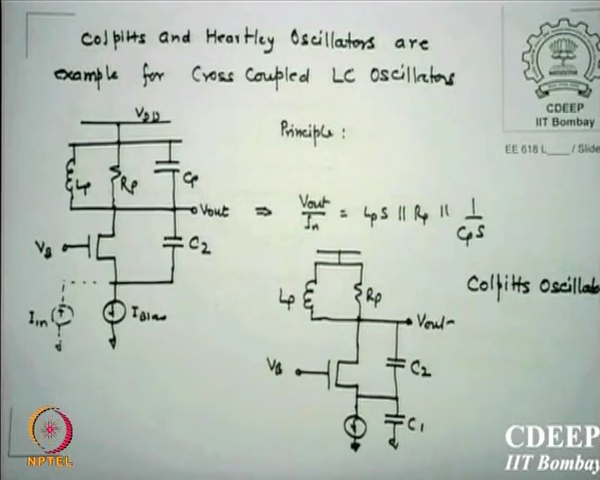 Colpitts and Heartley Oscillators are
example for Cross Coupled LC Oscillators
CDEEP
IIT Bombay
EE 618 L___ / Slide
VDD
Principle :
Lp
Rp
Cp
Vout
⇒ Vout/In = LpS || Rp || 1/CpS
VB
C2
Iin
IBias
Colpitts Oscillato
Lp
Rp
Vout
VB
C2
C1
NPTEL
CDEEP
IIT Bombay